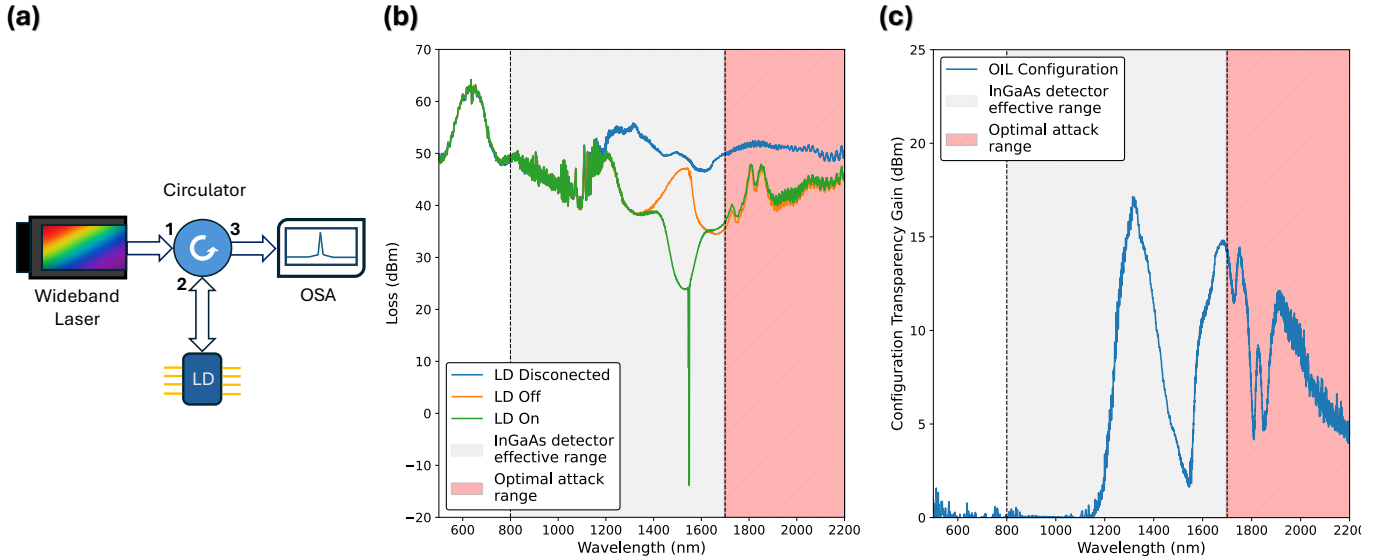 (a)
Circulator
1
3
2
Wideband
Laser
OSA
LD
(b)
70
60
50
40
30
20
10
0
−10
−20
Loss (dBm)
LD Disconected
LD Off
LD On
InGaAs detector
effective range
Optimal attack
range
600
800
1000
1200
1400
1600
1800
2000
2200
Wavelength (nm)
(c)
25
20
15
10
5
0
Configuration Transparency Gain (dBm)
OIL Configuration
InGaAs detector
effective range
Optimal attack
range
600
800
1000
1200
1400
1600
1800
2000
220
Wavelength (nm)